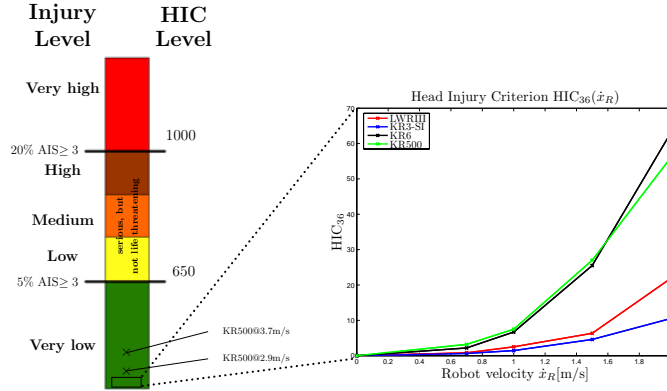 Injury
Level
HIC
Level
Very high
1000
20% AIS≥ 3
High
Medium
serious, but
not life threatening
Low
650
5% AIS≥ 3
Very low
KR500@3.7m/s
KR500@2.9m/s
Head Injury Criterion HIC₃₆(ẋ_R)
LWRIII
KR3-SI
KR6
KR500
HIC₃₆
70
60
50
40
30
20
10
0
0 0.2 0.4 0.6 0.8 1.0 1.2 1.4 1.6 1.8
Robot velocity ẋ_R[m/s]